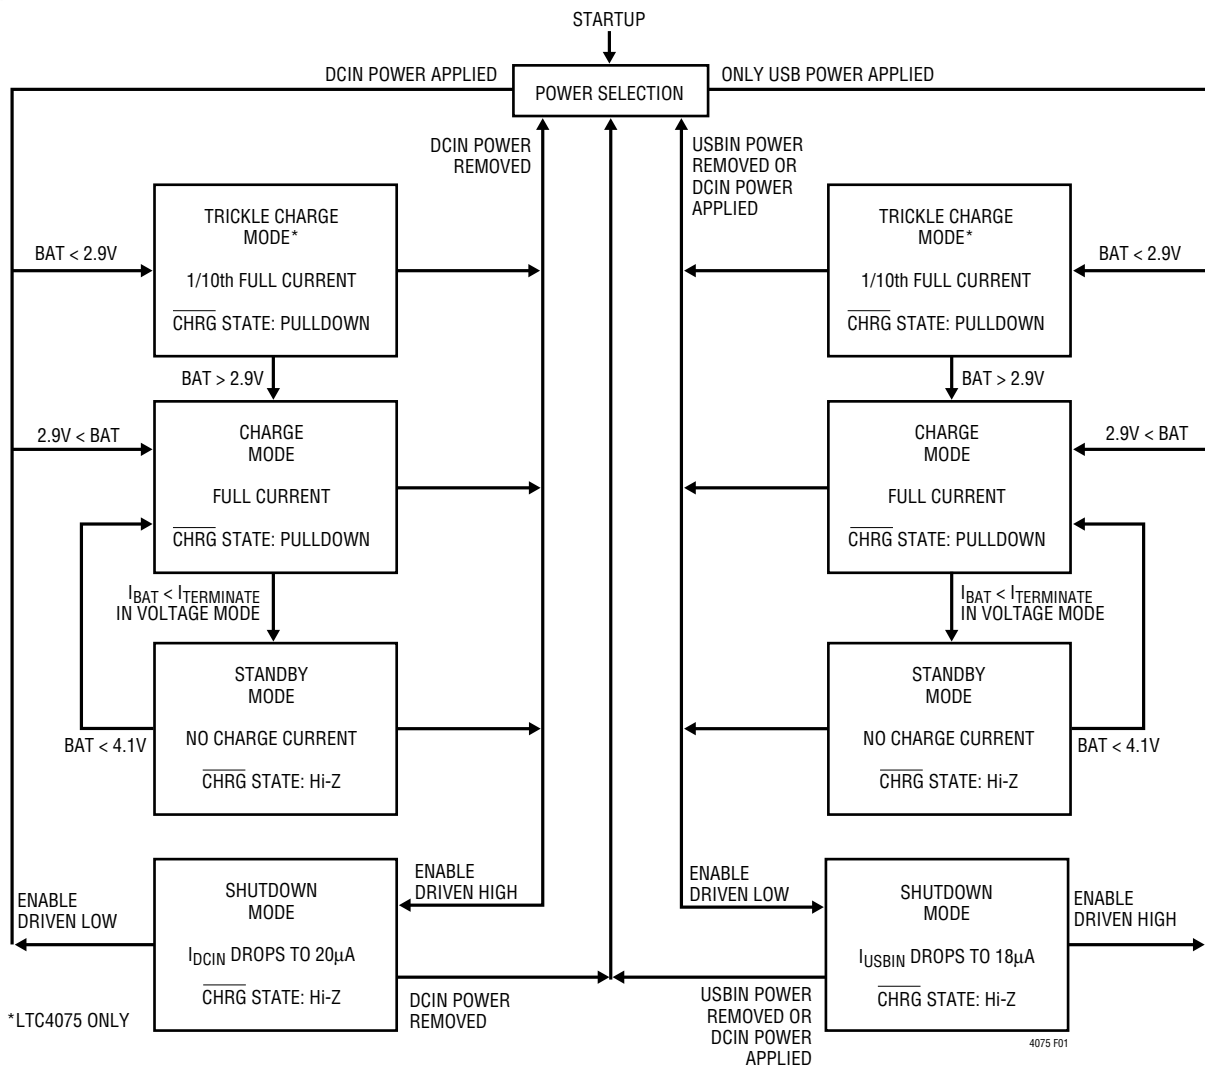 STARTUP
DCIN POWER APPLIED
POWER SELECTION
ONLY USB POWER APPLIED
DCIN POWER
REMOVED
USBIN POWER
REMOVED OR
DCIN POWER
APPLIED
BAT < 2.9V
TRICKLE CHARGE
MODE*
1/10th FULL CURRENT
CHRG STATE: PULLDOWN
BAT > 2.9V
2.9V < BAT
CHARGE
MODE
FULL CURRENT
CHRG STATE: PULLDOWN
IBAT < ITERMINATE
IN VOLTAGE MODE
STANDBY
MODE
NO CHARGE CURRENT
CHRG STATE: Hi-Z
BAT < 4.1V
ENABLE
DRIVEN LOW
SHUTDOWN
MODE
IDCIN DROPS TO 20μA
CHRG STATE: Hi-Z
ENABLE
DRIVEN HIGH
DCIN POWER
REMOVED
*LTC4075 ONLY
TRICKLE CHARGE
MODE*
1/10th FULL CURRENT
CHRG STATE: PULLDOWN
BAT < 2.9V
BAT > 2.9V
CHARGE
MODE
FULL CURRENT
CHRG STATE: PULLDOWN
2.9V < BAT
IBAT < ITERMINATE
IN VOLTAGE MODE
STANDBY
MODE
NO CHARGE CURRENT
CHRG STATE: Hi-Z
BAT < 4.1V
ENABLE
DRIVEN LOW
SHUTDOWN
MODE
IUSBIN DROPS TO 18μA
CHRG STATE: Hi-Z
ENABLE
DRIVEN HIGH
USBIN POWER
REMOVED OR
DCIN POWER
APPLIED
4075 F01